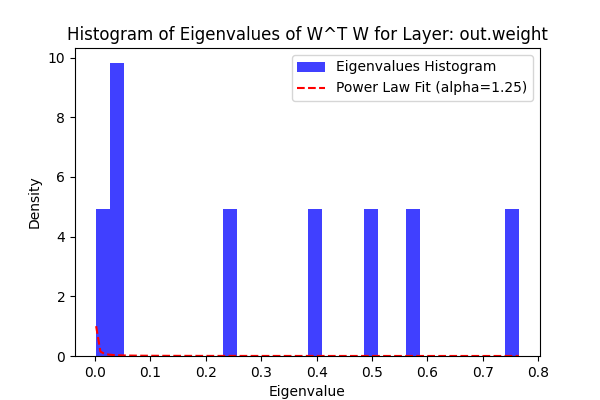 Histogram of Eigenvalues of W^T W for Layer: out.weight
Eigenvalues Histogram
Power Law Fit (alpha=1.25)
10
8
6
4
2
0
Density
0.0 0.1 0.2 0.3 0.4 0.5 0.6 0.7 0.8
Eigenvalue